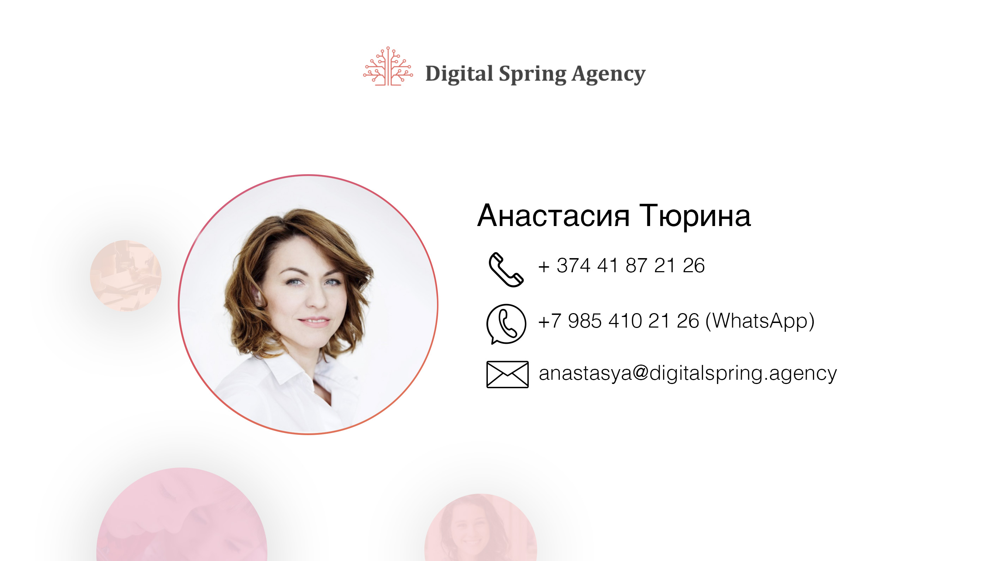 Digital Spring Agency
Анастасия Тюрина
+ 374 41 87 21 26
+7 985 410 21 26 (WhatsApp)
anastasya@digitalspring.agency